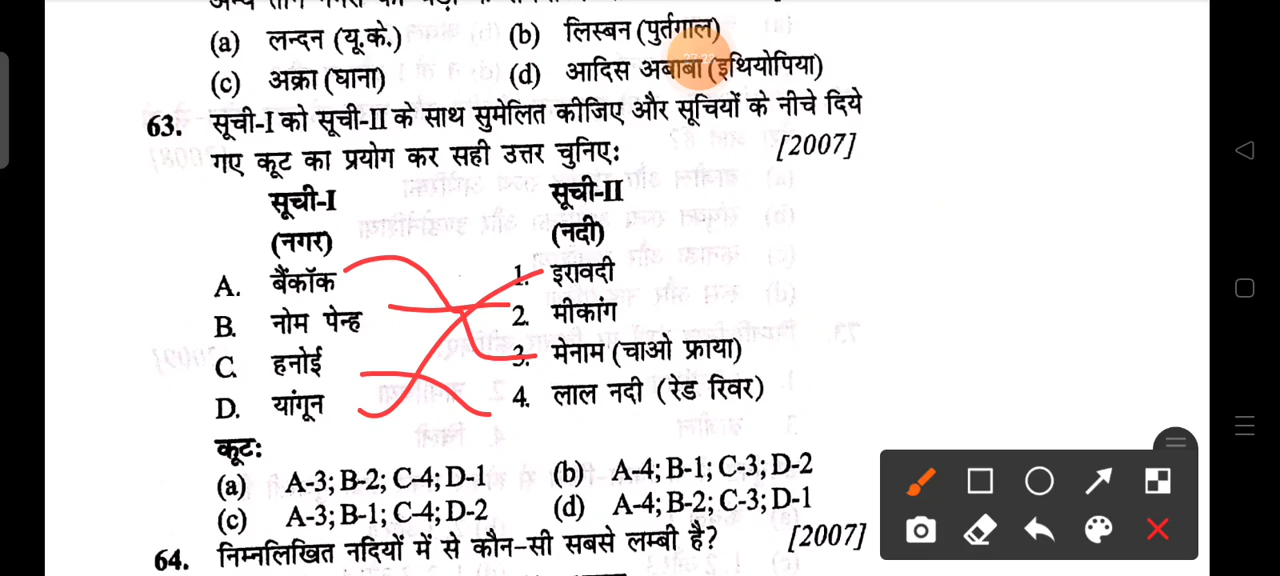 (a) लन्दन (यू.के.) (b) लिस्बन (पुर्तगाल)
(c) अक्रा (घाना) (d) आदिस अबाबा (इथियोपिया)
63. सूची-I को सूची-II के साथ सुमेलित कीजिए और सूचियों के नीचे दिये
गए कूट का प्रयोग कर सही उत्तर चुनिए: [2007]
सूची-I सूची-II
(नगर) (नदी)
A. बैंकॉक 1. इरावदी
B. नोम पेन्ह 2. मीकांग
C. हनोई 3. मेनाम (चाओ फ्राया)
D. यांगून 4. लाल नदी (रेड रिवर)
कूट:
(a) A-3; B-2; C-4; D-1 (b) A-4; B-1; C-3; D-2
(c) A-3; B-1; C-4; D-2 (d) A-4; B-2; C-3; D-1
64. निम्नलिखित नदियों में से कौन-सी सबसे लम्बी है? [2007]